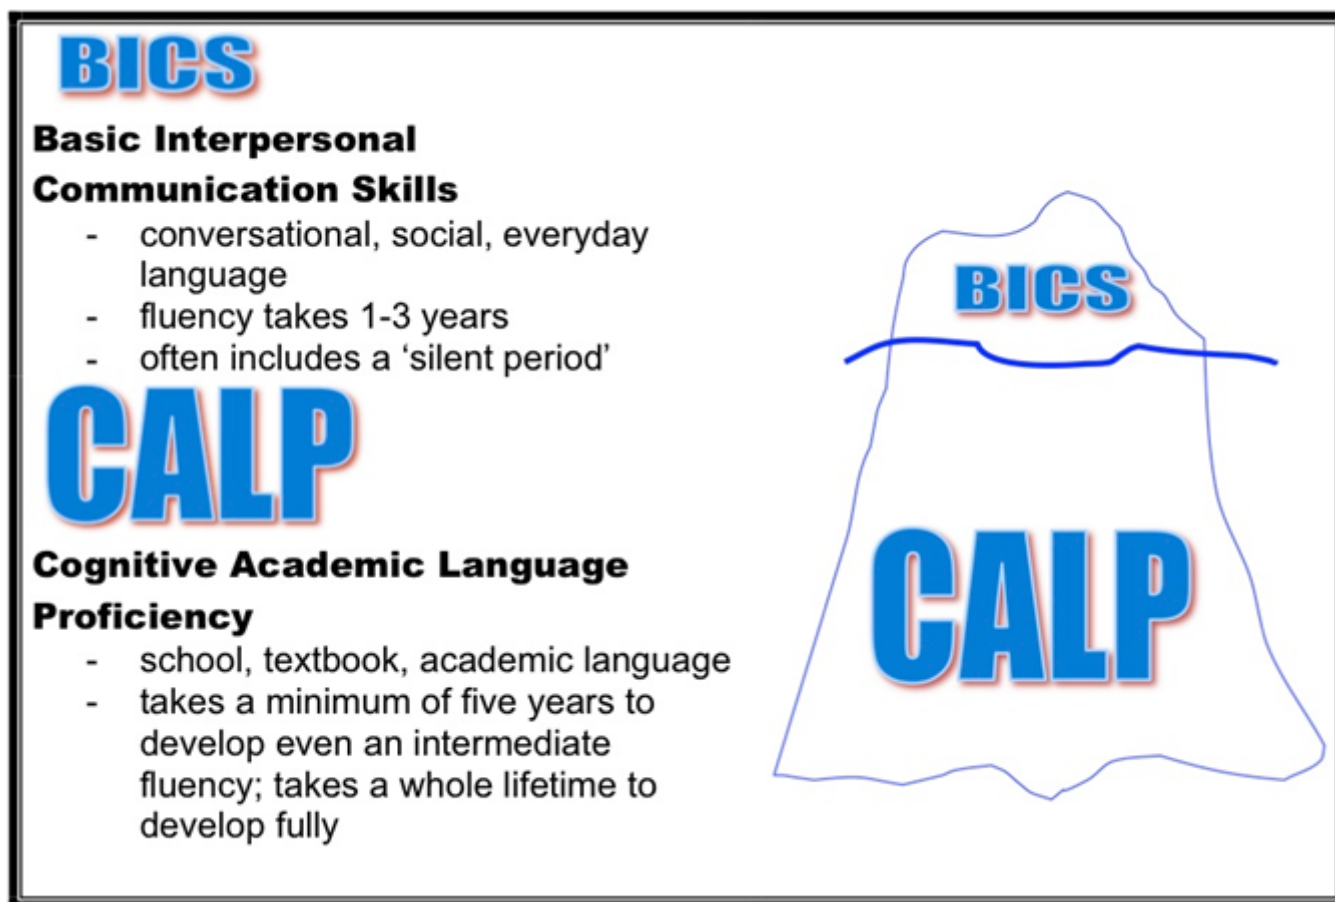 BICS
Basic Interpersonal
Communication Skills
- conversational, social, everyday
language
- fluency takes 1-3 years
- often includes a ‘silent period’
CALP
Cognitive Academic Language
Proficiency
- school, textbook, academic language
- takes a minimum of five years to
develop even an intermediate
fluency; takes a whole lifetime to
develop fully
BICS
CALP